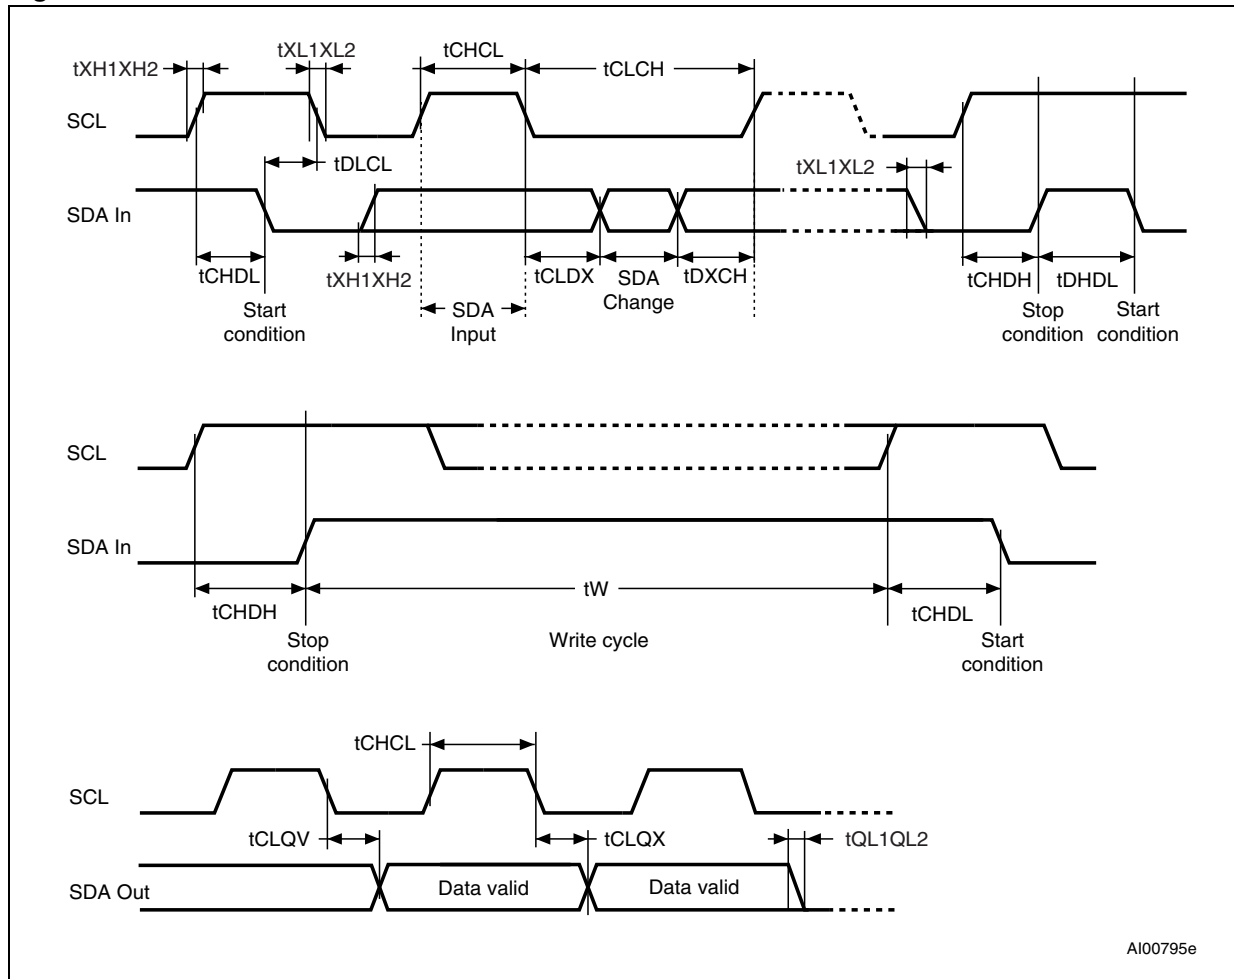 tXH1XH2
tXL1XL2
tCHCL
tCLCH
SCL
tDLCL
tXL1XL2
SDA In
tCHDL
tXH1XH2
tCLDX
SDA
Change
tDXCH
tCHDH
tDHDL
Start
condition
SDA
Input
Stop
condition
Start
condition
SCL
SDA In
tCHDH
tW
tCHDL
Stop
condition
Write cycle
Start
condition
tCHCL
SCL
tCLQV
tCLQX
tQL1QL2
SDA Out
Data valid
Data valid
AI00795e